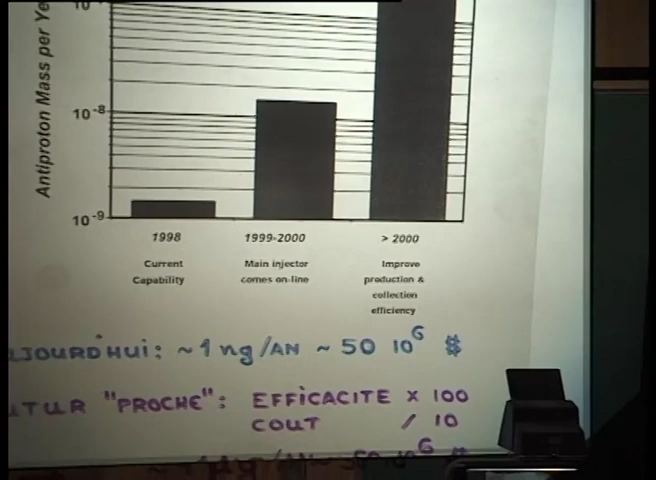 Antiproton Mass per Ye
10
10-8
10-9
1998
1999-2000
> 2000
Current
Capability
Main injector
comes on-line
Improve
production &
collection
efficiency
JOURD'HUI: ~1 ng/AN ~ 50 10⁶ $
TUR "PROCHE": EFFICACITE x 100
COUT / 10